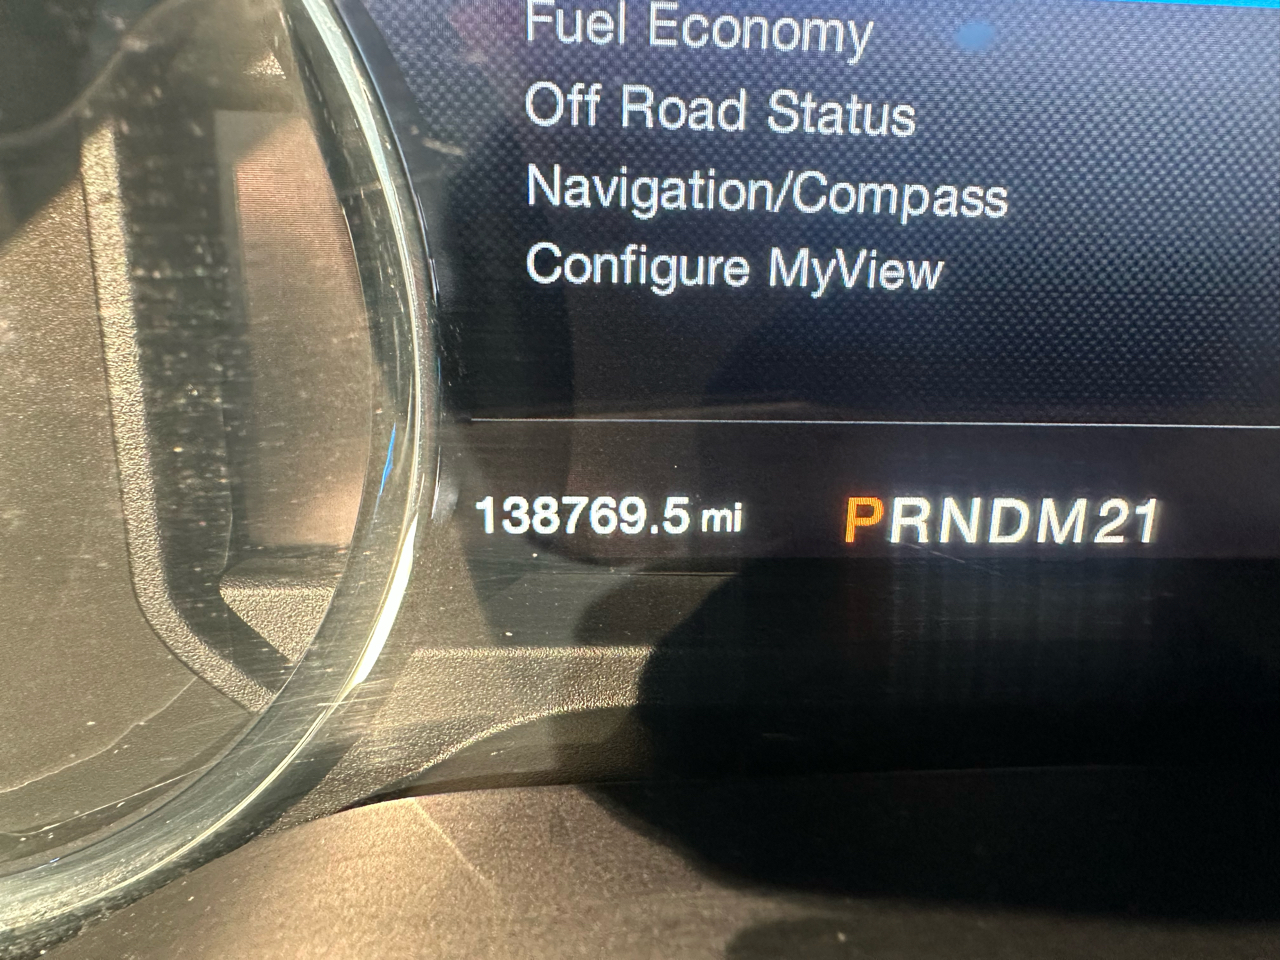 Fuel Economy
Off Road Status
Navigation/Compass
Configure MyView
138769.5 mi PRNDM21